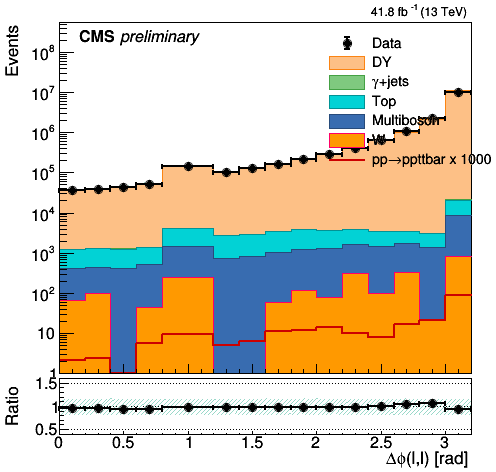 41.8 fb⁻¹ (13 TeV)
CMS preliminary
Events
Data
DY
γ+jets
Top
Multiboson
pp→ppttbar x 1000
10⁸
10⁷
10⁶
10⁵
10⁴
10³
10²
10
1
Ratio
1.5
1
0.5
0 0.5 1 1.5 2 2.5 3
Δϕ(l,l) [rad]